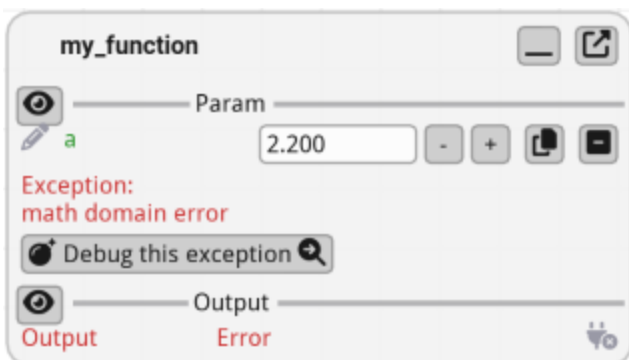 my_function
Param
a 2.200 - +
Exception:
math domain error
Debug this exception
Output
Output Error